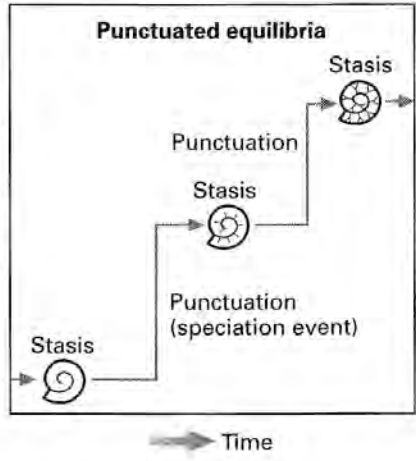 Punctuated equilibria
Stasis
Punctuation
Stasis
Punctuation
(speciation event)
Stasis
Time